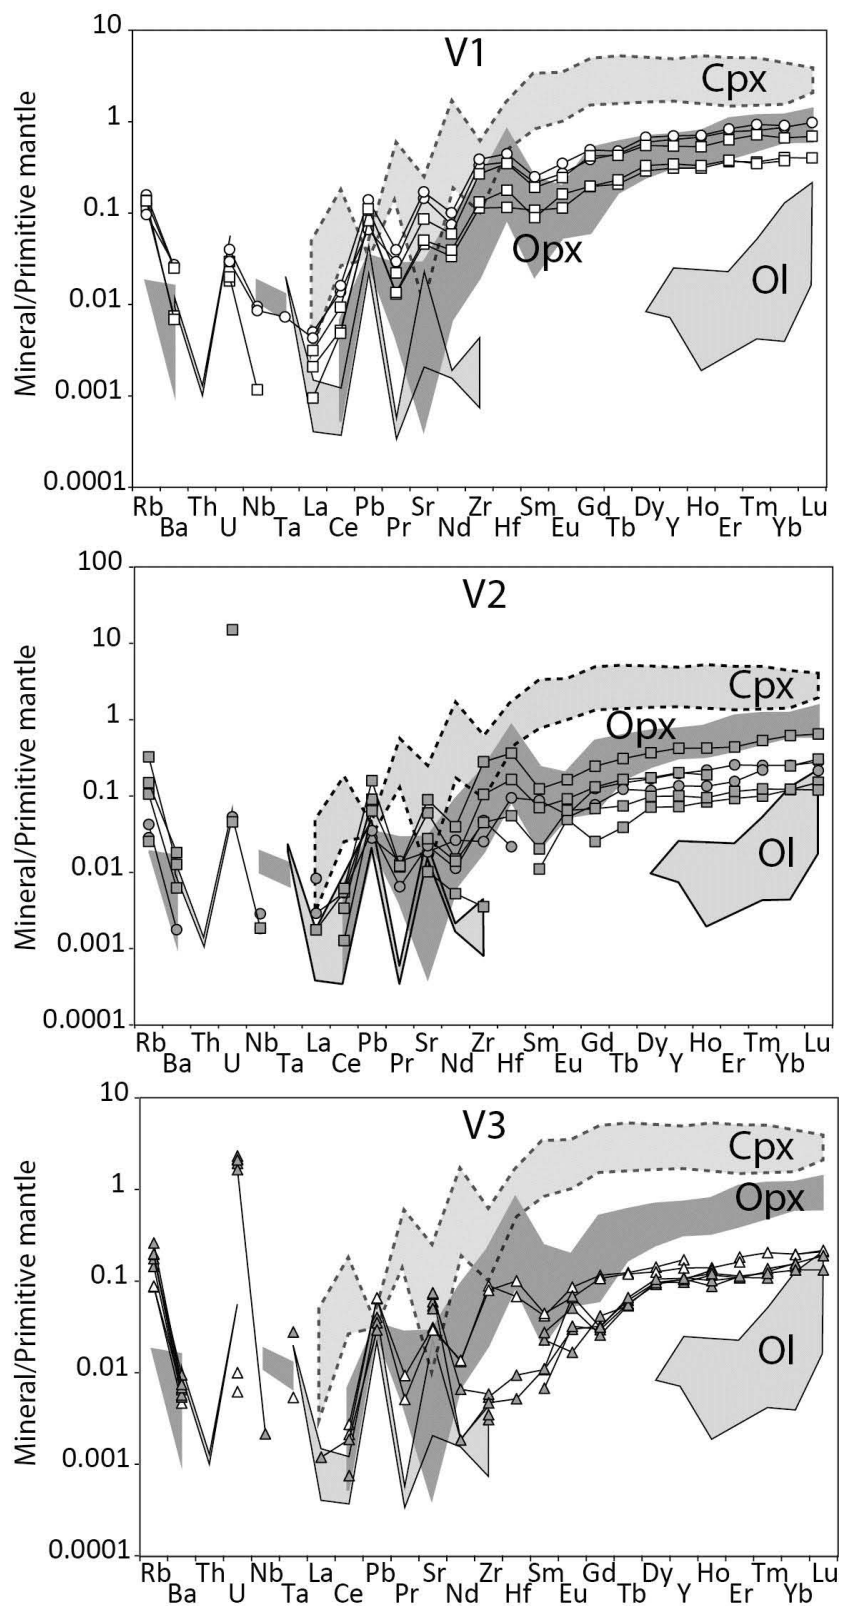 10
V1
Cpx
1
0.1
Opx
Ol
0.01
0.001
0.0001
Mineral/Primitive mantle
Rb Th Nb La Pb Sr Zr Sm Gd Dy Ho Tm Lu
Ba U Ta Ce Pr Nd Hf Eu Tb Y Er Yb
100
V2
10
Cpx
Opx
1
0.1
Ol
0.01
0.001
0.0001
Mineral/Primitive mantle
Rb Th Nb La Pb Sr Zr Sm Gd Dy Ho Tm Lu
Ba U Ta Ce Pr Nd Hf Eu Tb Y Er Yb
10
V3
Cpx
1
Opx
0.1
Ol
0.01
0.001
0.0001
Mineral/Primitive mantle
Rb Th Nb La Pb Sr Zr Sm Gd Dy Ho Tm Lu
Ba U Ta Ce Pr Nd Hf Eu Tb Y Er Yb